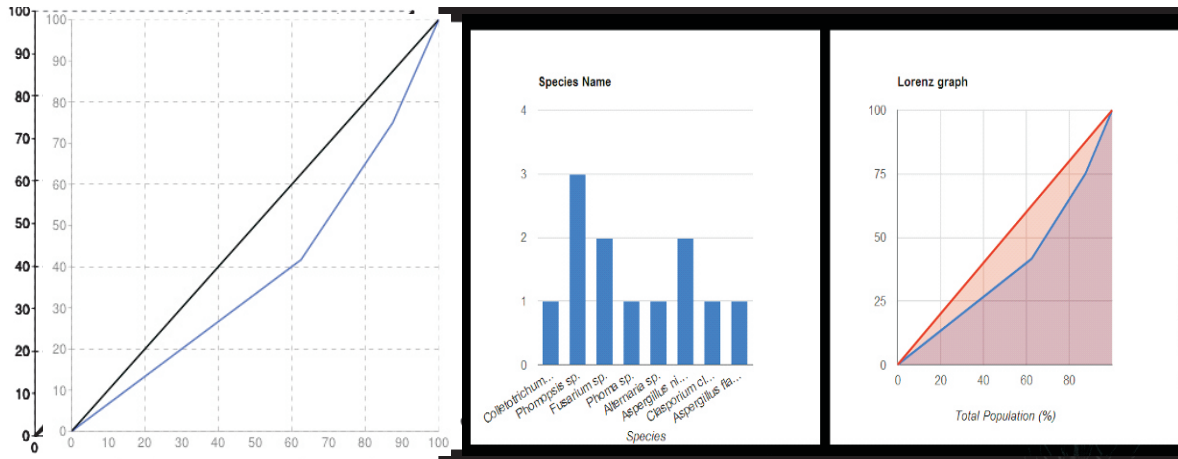 100
90
80
70
60
50
40
30
20
10
0
0
100
90
80
70
60
50
40
30
20
10
0
0 10 20 30 40 50 60 70 80 90 100
Species Name
4
3
2
1
0
Colletotrichum...
Phomopsis sp.
Fusarium sp.
Phoma sp.
Alternaria sp.
Aspergillus ni...
Clasporium cl...
Aspergillus fla...
Species
Lorenz graph
100
75
50
25
0
0 20 40 60 80
Total Population (%)